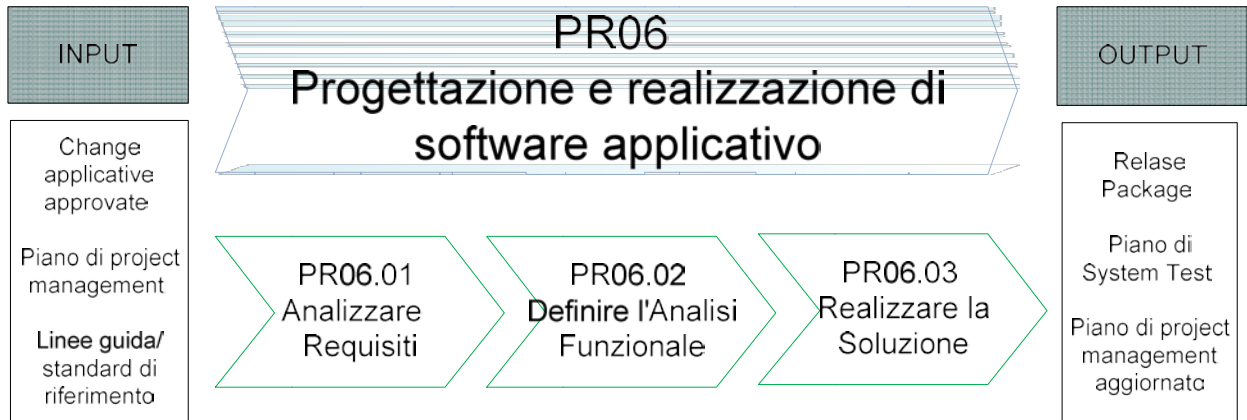 INPUT
Change
applicative
approvate
Piano di project
management
Linee guida/
standard di
riferimento
PR06
Progettazione e realizzazione di
software applicativo
PR06.01
Analizzare
Requisiti
PR06.02
Definire l'Analisi
Funzionale
PR06.03
Realizzare la
Soluzione
OUTPUT
Relase
Package
Piano di
System Test
Piano di project
management
aggiornata